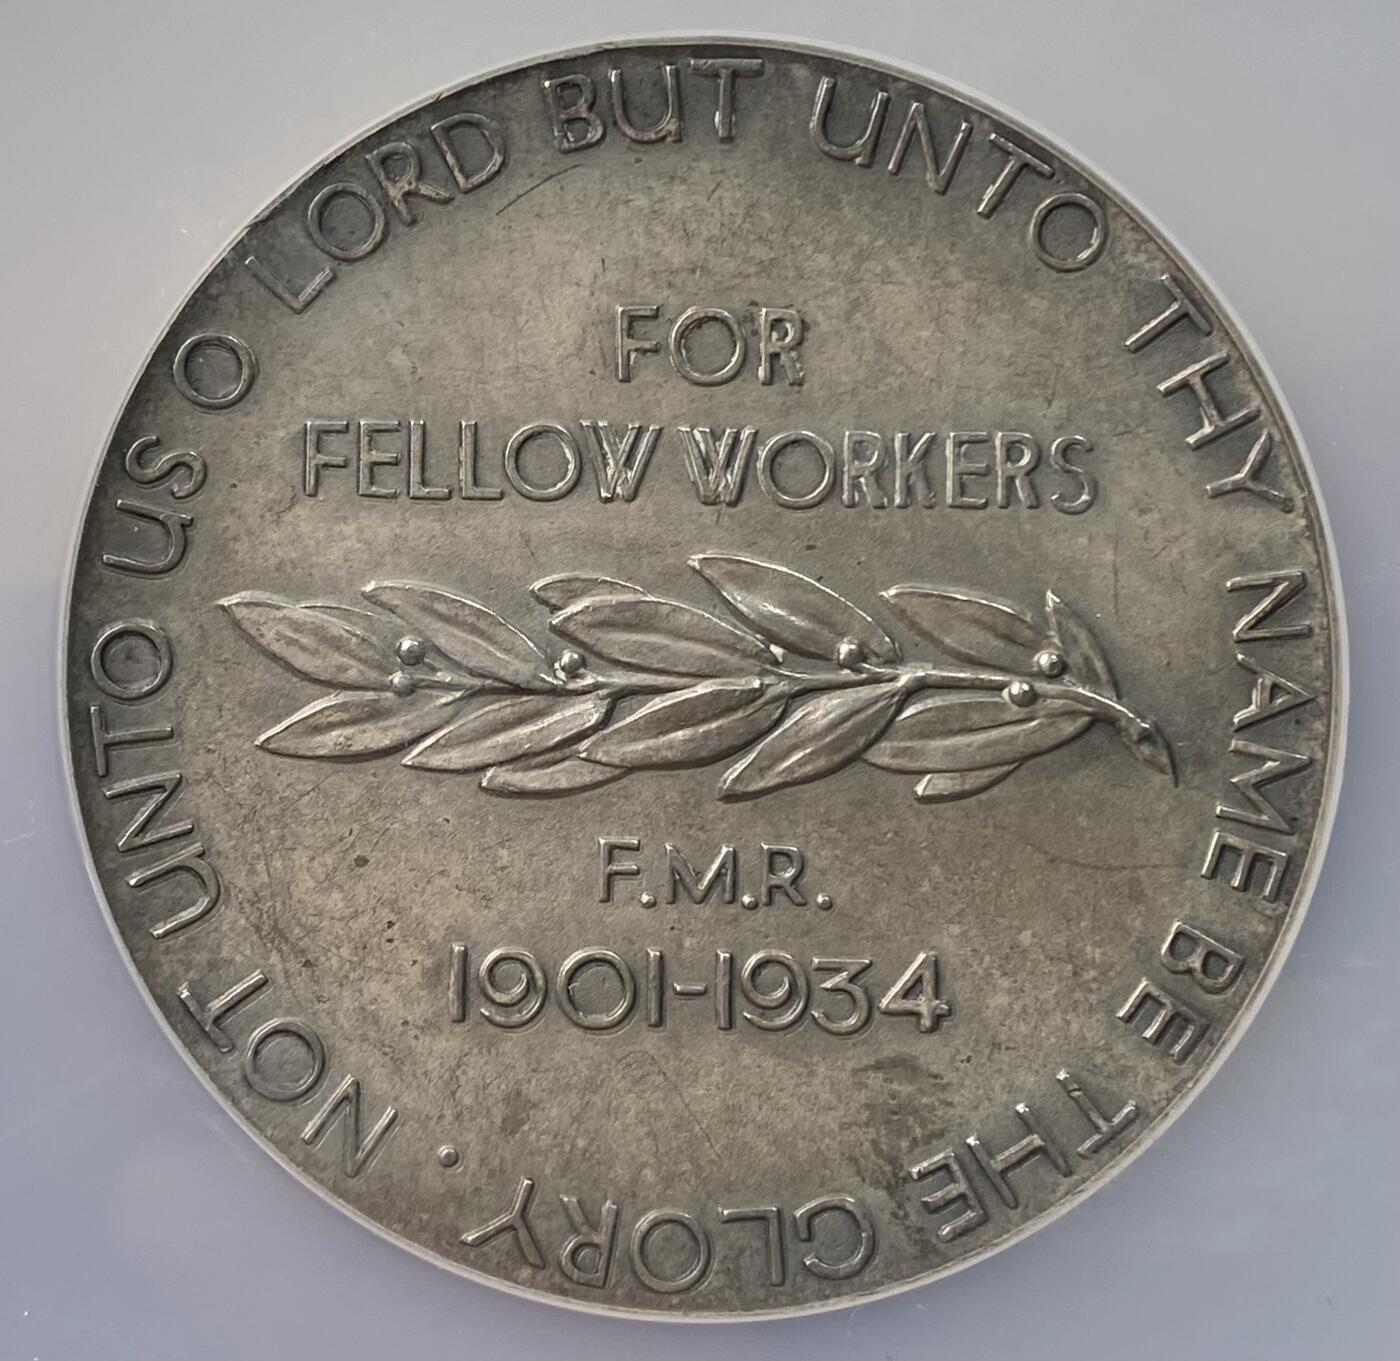 NOT UNTO US O LORD BUT UNTO THY NAME BE THE GLORY ·
FOR
FELLOW WORKERS
F.M.R.
1901-1934